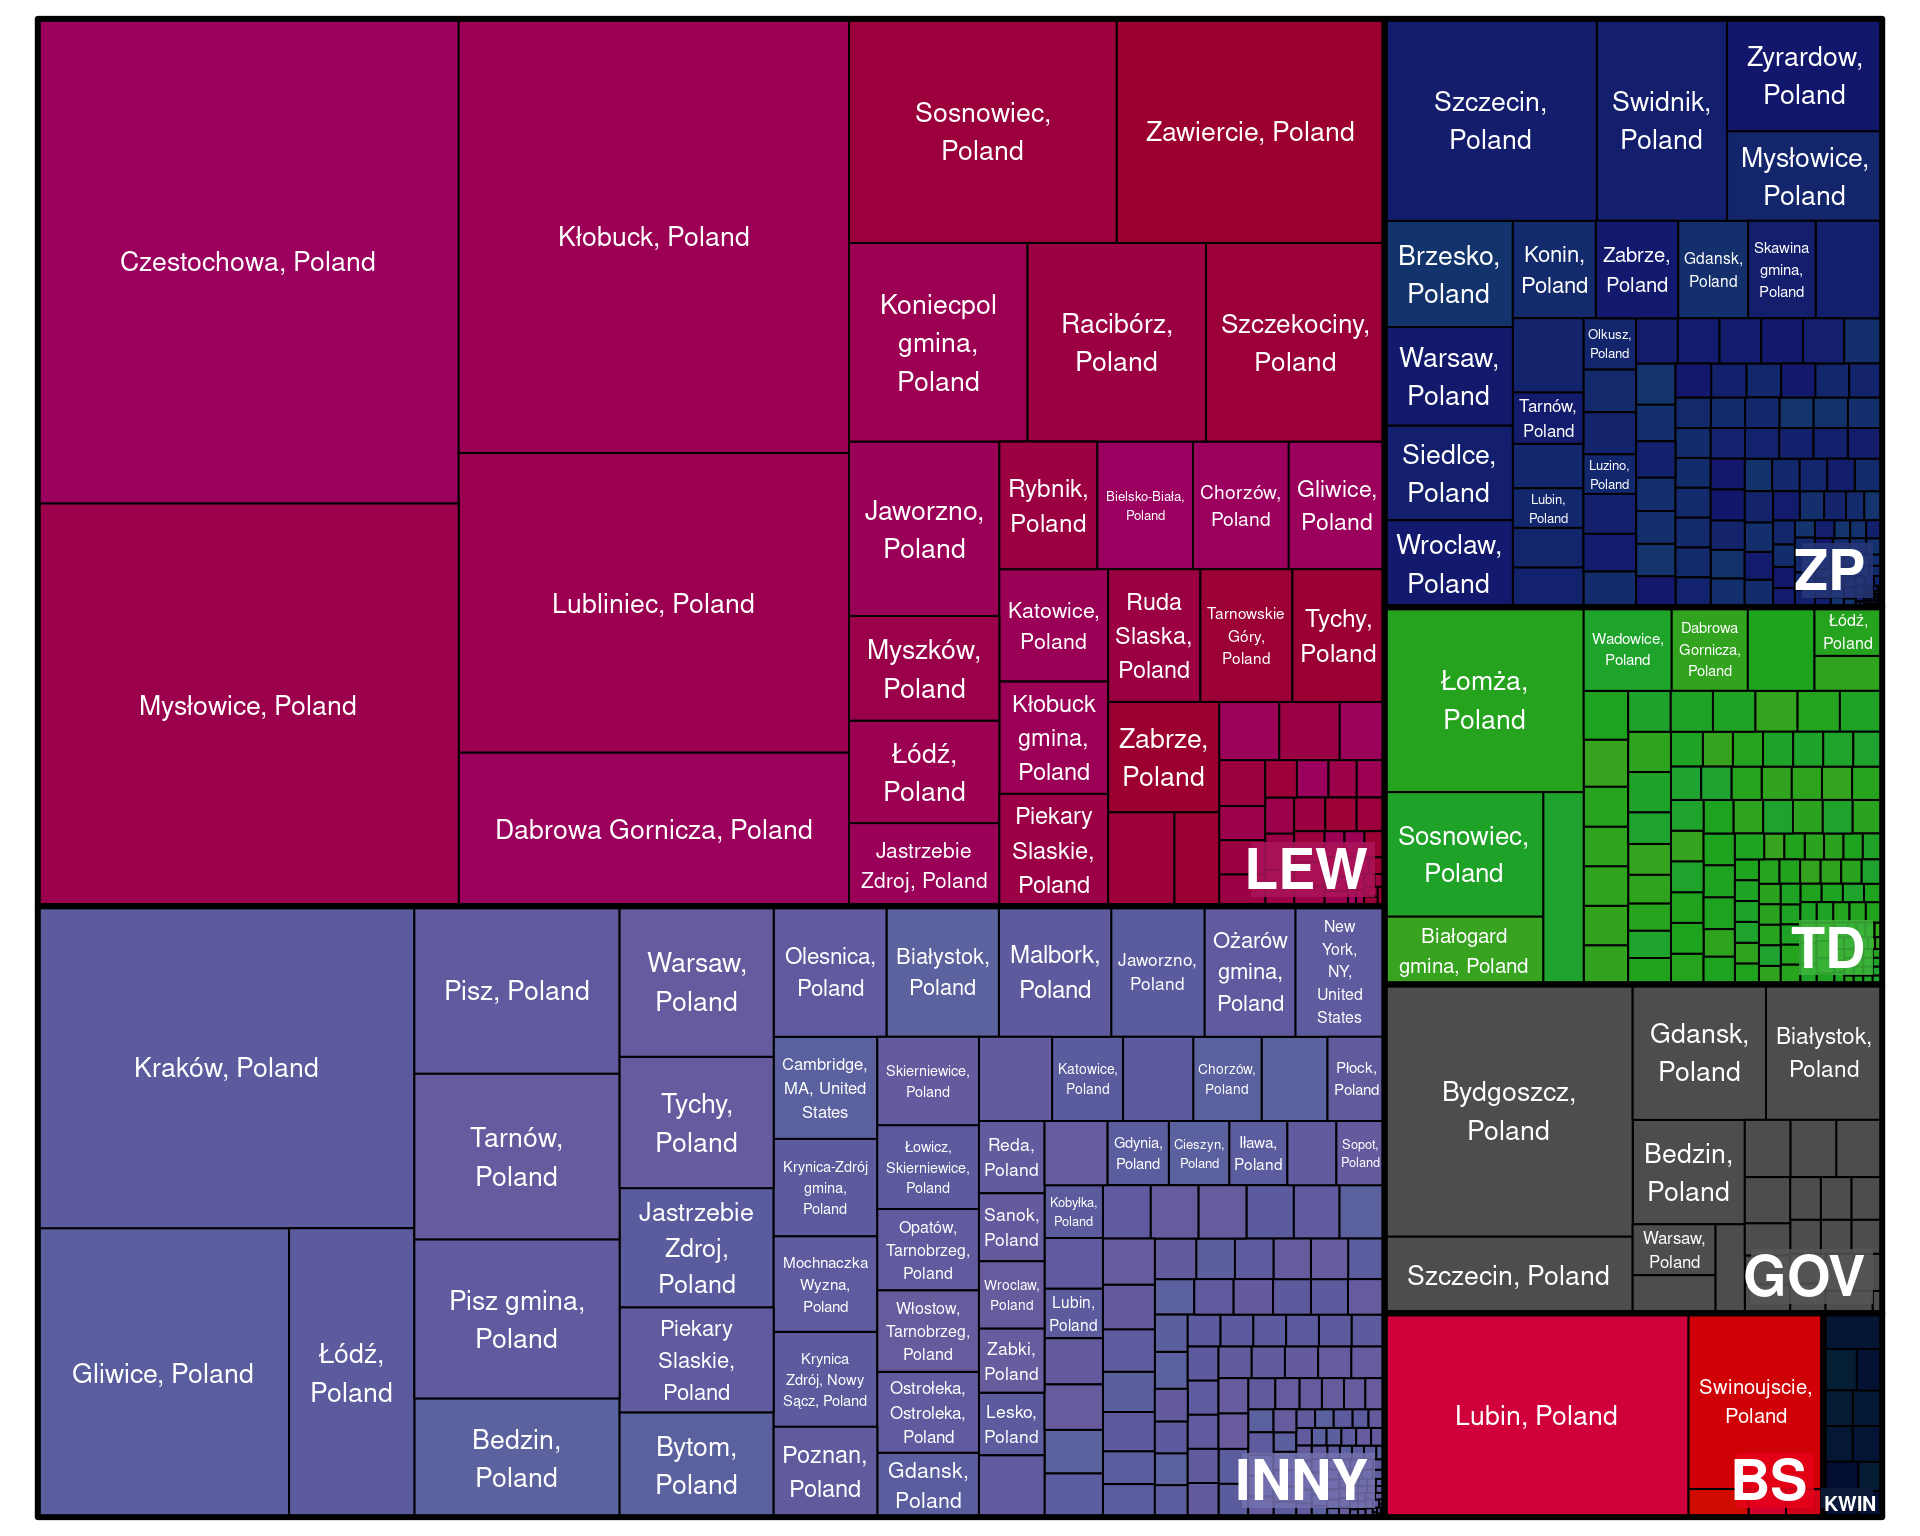 Czestochowa, Poland
Mysłowice, Poland
Kłobuck, Poland
Lubliniec, Poland
Dabrowa Gornicza, Poland
Sosnowiec,
Poland
Zawiercie, Poland
Koniecpol
gmina,
Poland
Racibórz,
Poland
Szczekociny,
Poland
Jaworzno,
Poland
Myszków,
Poland
Łódź,
Poland
Jastrzebie
Zdroj, Poland
Rybnik,
Poland
Bielsko-Biała,
Poland
Chorzów,
Poland
Gliwice,
Poland
Katowice,
Poland
Kłobuck
gmina,
Poland
Piekary
Slaskie,
Poland
Ruda
Slaska,
Poland
Tarnowskie
Góry,
Poland
Tychy,
Poland
Zabrze,
Poland
LEW
Kraków, Poland
Gliwice, Poland
Łódź,
Poland
Pisz, Poland
Tarnów,
Poland
Pisz gmina,
Poland
Bedzin,
Poland
Warsaw,
Poland
Tychy,
Poland
Jastrzebie
Zdroj,
Poland
Piekary
Slaskie,
Poland
Bytom,
Poland
Olesnica,
Poland
Białystok,
Poland
Malbork,
Poland
Jaworzno,
Poland
Ożarów
gmina,
Poland
New
York,
NY,
United
States
Cambridge,
MA, United
States
Krynica-Zdrój
gmina,
Poland
Mochnaczka
Wyzna,
Poland
Krynica
Zdrój, Nowy
Sącz, Poland
Poznan,
Poland
Skierniewice,
Poland
Łowicz,
Skierniewice,
Poland
Opatów,
Tarnobrzeg,
Poland
Włostow,
Tarnobrzeg,
Poland
Ostrołeka,
Ostroleka,
Poland
Gdansk,
Poland
Katowice,
Poland
Chorzów,
Poland
Płock,
Poland
Reda,
Poland
Sanok,
Poland
Wroclaw,
Poland
Zabki,
Poland
Lesko,
Poland
Gdynia,
Poland
Cieszyn,
Poland
Iława,
Poland
Sopot,
Poland
Kobyłka,
Poland
Lubin,
Poland
INNY
Szczecin,
Poland
Swidnik,
Poland
Zyrardow,
Poland
Mysłowice,
Poland
Brzesko,
Poland
Warsaw,
Poland
Siedlce,
Poland
Wroclaw,
Poland
Konin,
Poland
Zabrze,
Poland
Gdansk,
Poland
Skawina
gmina,
Poland
Tarnów,
Poland
Lubin,
Poland
Olkusz,
Poland
Luzino,
Poland
ZP
Łomża,
Poland
Sosnowiec,
Poland
Białogard
gmina, Poland
Wadowice,
Poland
Dabrowa
Gornicza,
Poland
Łódź,
Poland
TD
Bydgoszcz,
Poland
Szczecin, Poland
Gdansk,
Poland
Białystok,
Poland
Bedzin,
Poland
Warsaw,
Poland
GOV
Lubin, Poland
Swinoujscie,
Poland
BS
KWIN